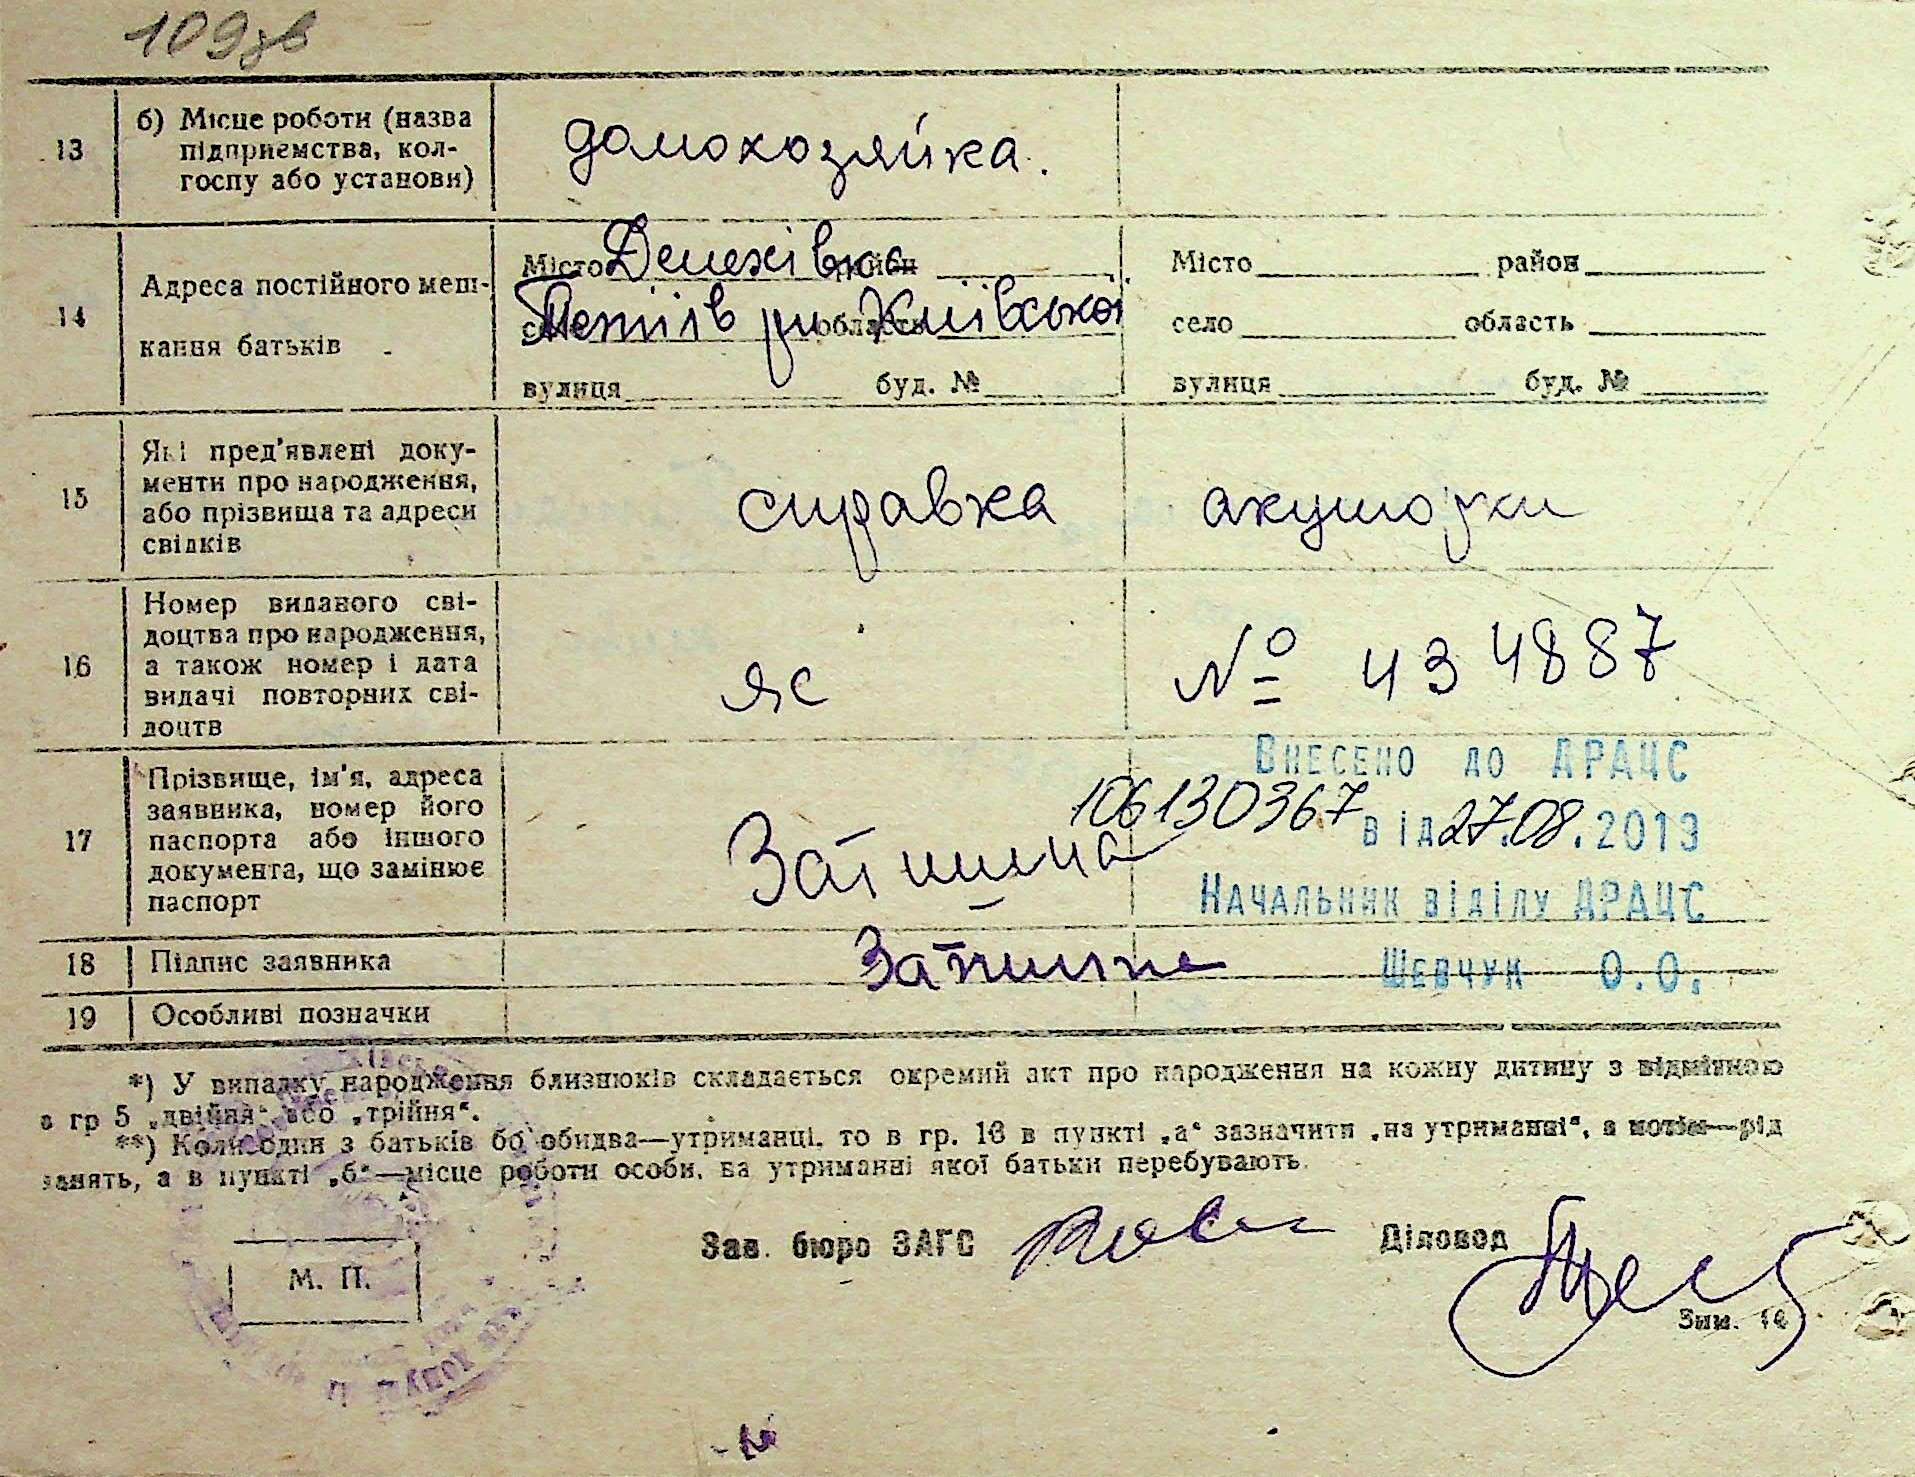 109зв
13 б) Місце роботи (назва підприємства, колгоспу або установи) домохозяйка.
14 Адреса постійного мешкання батьків
Місто Денехівка район
село Тетіїв р-н область Київської
вулиця буд. №
Місто район
село область
вулиця буд. №
15 Які пред'явлені документи про народження, або прізвища та адреси свідків
справка акушорки
16 Номер виданого свідоцтва про народження, а також номер і дата видачі повторних свідоцтв
яс № 434887
Внесено до ДРАЦС
106130367 від 27.08.2013
Начальник відділу ДРАЦС
Шевчук О.О.
17 Прізвище, ім'я, адреса заявника, номер його паспорта або іншого документа, що замінює паспорт
18 Підпис заявника
19 Особливі позначки
*) У випадку народження близнюків складається окремий акт про народження на кожну дитину з відмінною
в гр 5 „двійня“ або „трійня“.
**) Коли один з батьків бо обидва—утриманці, то в гр. 13 в пункті „а“ зазначити „на утриманні“, а потім—рід
занять, а в пункті „б“—місце роботи особи, на утриманні якої батьки перебувають.
Зав. бюро ЗАГС
Діловод
М. П.